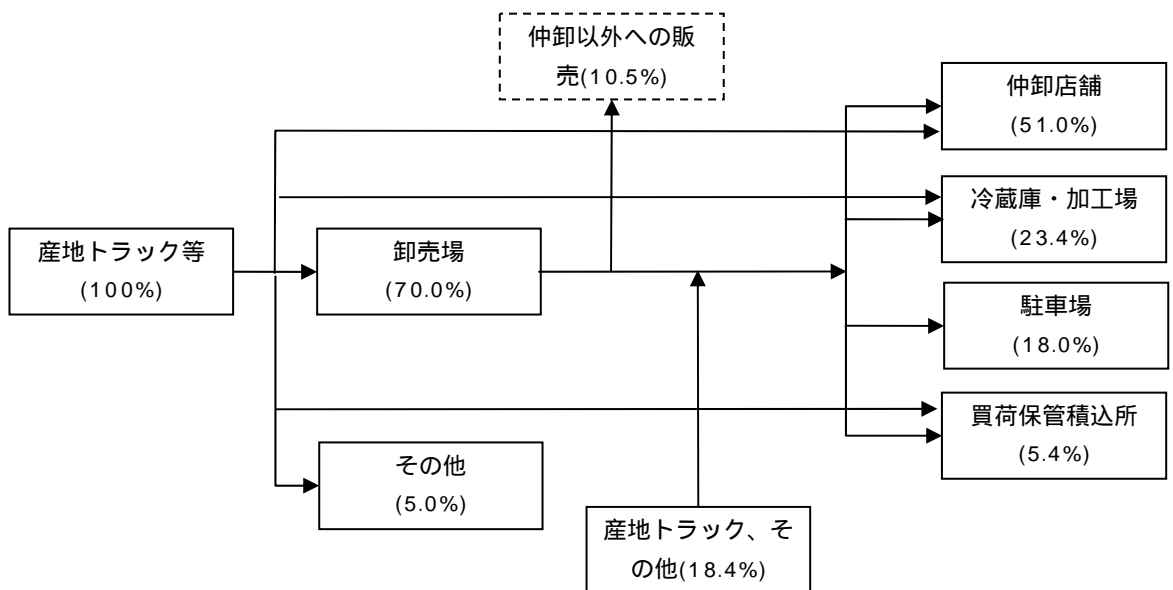 仲卸以外への販
売(10.5%)
仲卸店舗
(51.0%)
冷蔵庫・加工場
(23.4%)
産地トラック等
(100%)
卸売場
(70.0%)
駐車場
(18.0%)
買荷保管積込所
(5.4%)
その他
(5.0%)
産地トラック、そ
の他(18.4%)